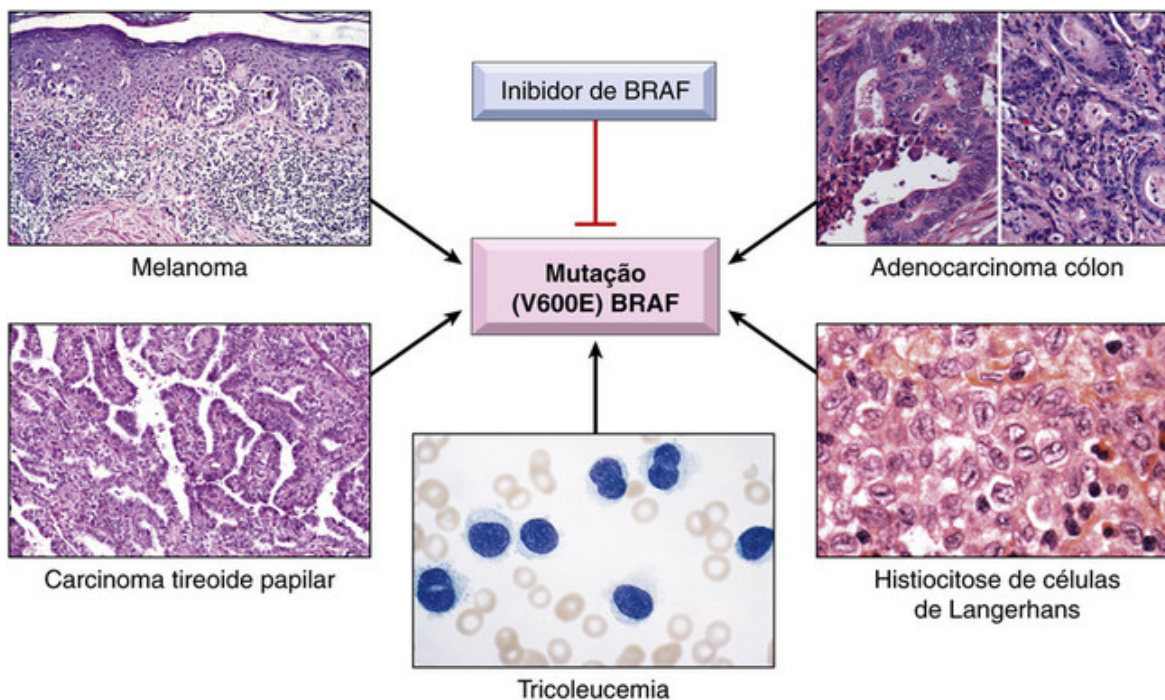 Inibidor de BRAF
Melanoma
Adenocarcinoma cólon
Mutação
(V600E) BRAF
Carcinoma tireoide papilar
Histiocitose de células
de Langerhans
Tricoleucemia